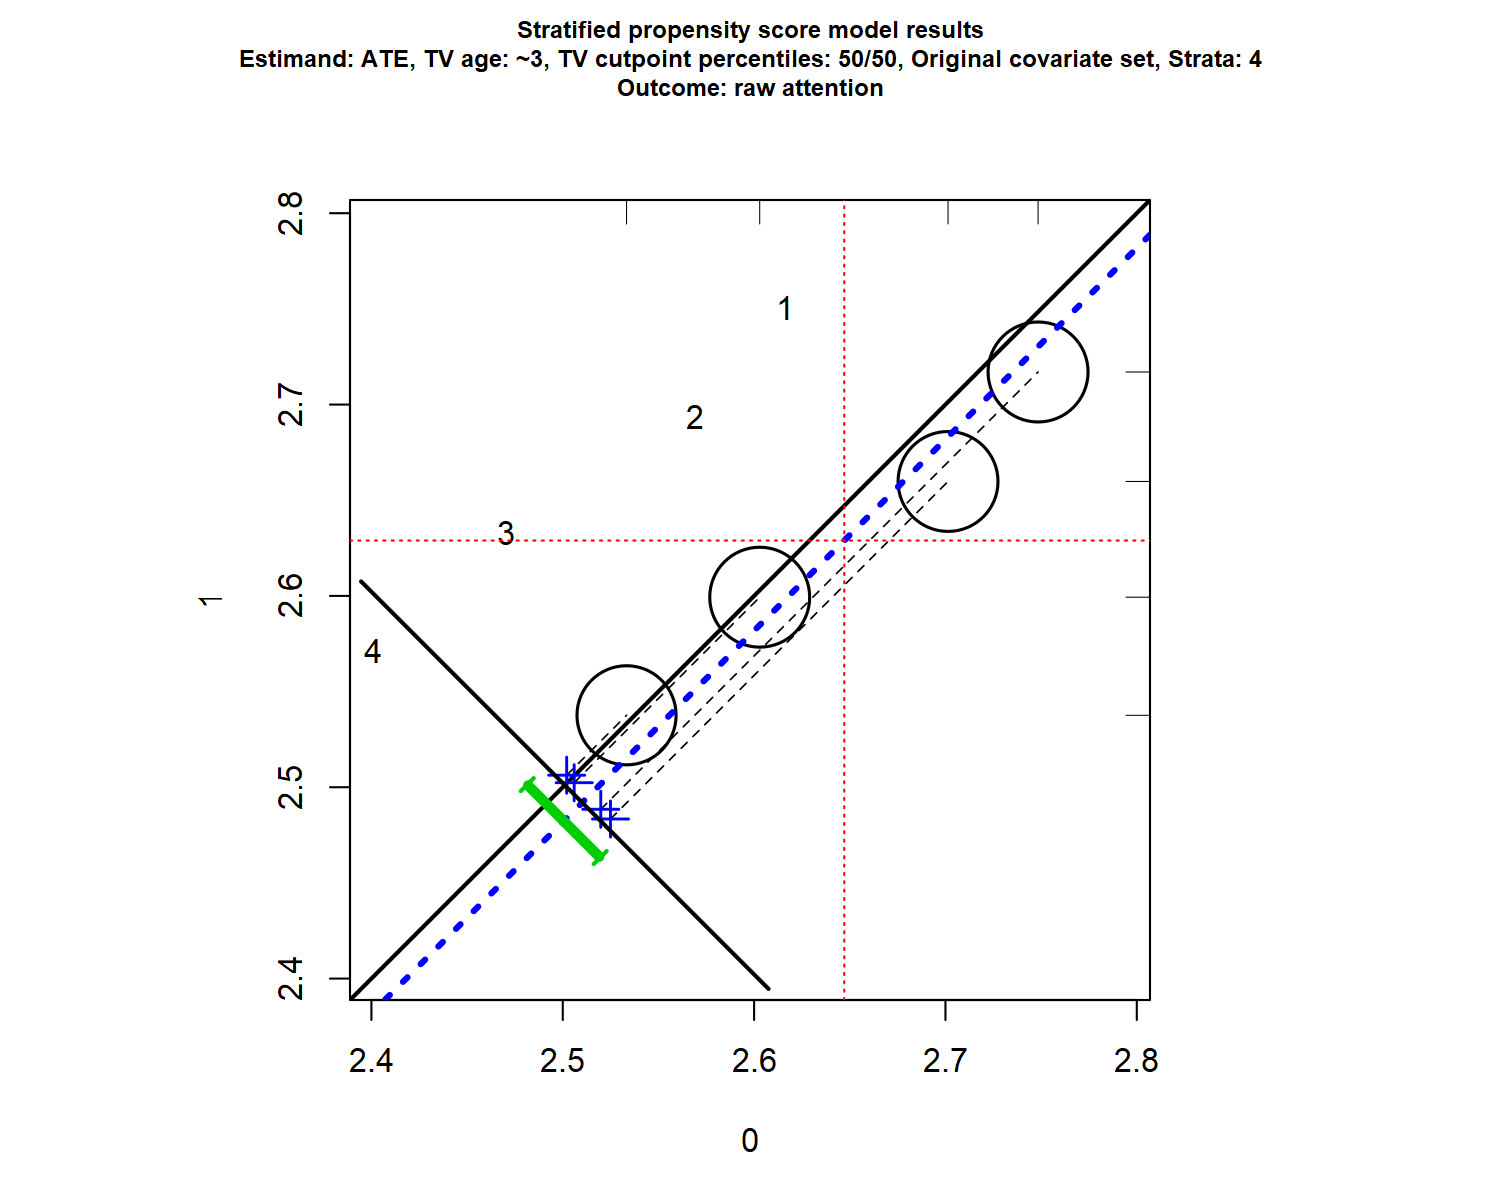 Stratified propensity score model results
Estimand: ATE, TV age: ~3, TV cutpoint percentiles: 50/50, Original covariate set, Strata: 4
Outcome: raw attention
2.8
2.7
2.6
2.5
2.4
1
1
2
3
4
2.4 2.5 2.6 2.7 2.8
0